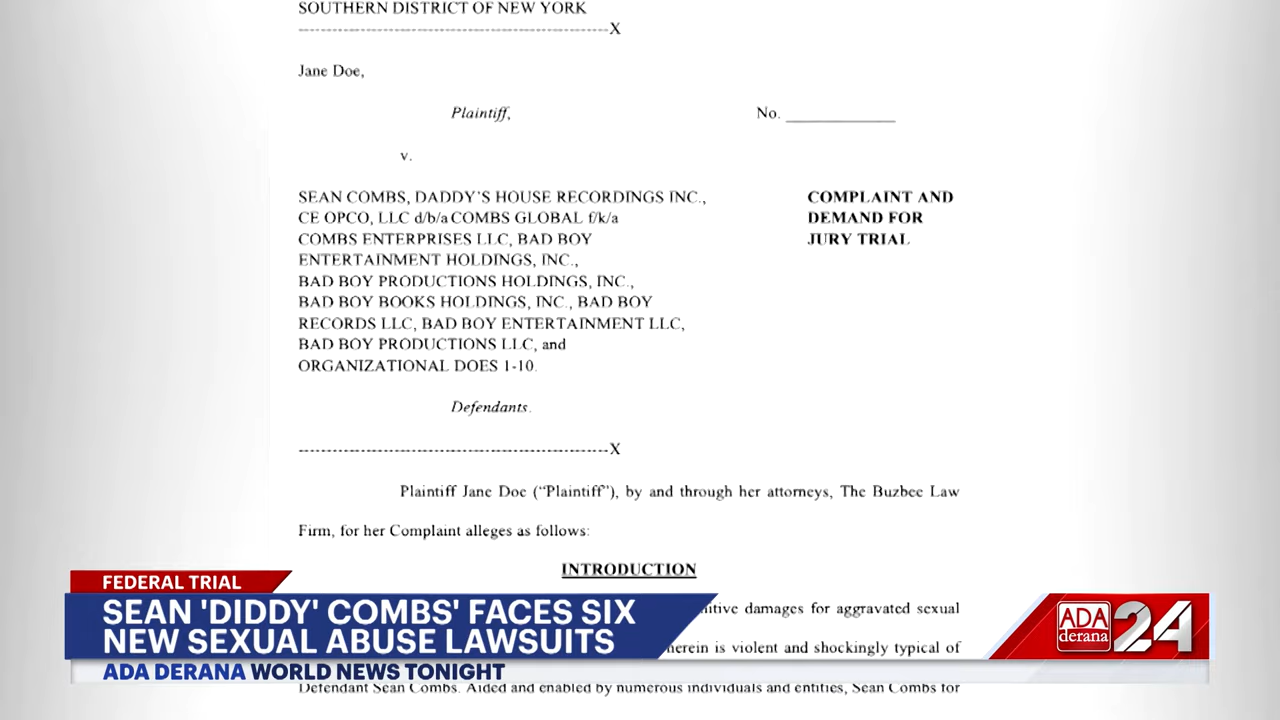 SOUTHERN DISTRICT OF NEW YORK
-----------------------------------------------------------X
Jane Doe,
Plaintiff,
No. ____________
v.
SEAN COMBS, DADDY'S HOUSE RECORDINGS INC.,
CE OPCO, LLC d/b/a COMBS GLOBAL f/k/a
COMBS ENTERPRISES LLC, BAD BOY
ENTERTAINMENT HOLDINGS, INC.,
BAD BOY PRODUCTIONS HOLDINGS, INC.,
BAD BOY BOOKS HOLDINGS, INC., BAD BOY
RECORDS LLC, BAD BOY ENTERTAINMENT LLC,
BAD BOY PRODUCTIONS LLC, and
ORGANIZATIONAL DOES 1-10.
COMPLAINT AND
DEMAND FOR
JURY TRIAL
Defendants.
-----------------------------------------------------------X
Plaintiff Jane Doe (“Plaintiff”), by and through her attorneys, The Buzbee Law
Firm, for her Complaint alleges as follows:
INTRODUCTION
damages for aggravated sexual
is violent and shockingly typical of
Defendant Sean Combs. Aided and enabled by numerous individuals and entities, Sean Combs for
FEDERAL TRIAL
SEAN 'DIDDY' COMBS' FACES SIX
NEW SEXUAL ABUSE LAWSUITS
ADA DERANA WORLD NEWS TONIGHT
ADA
derana
24